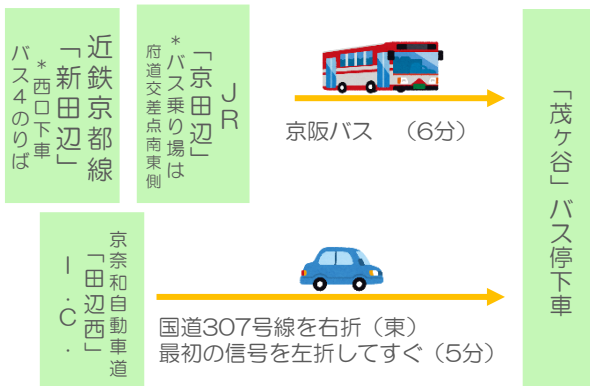 近鉄京都線
「新田辺」
*西口下車
バス4のりば
JR
「京田辺」
*バス乗り場は
府道交差点南東側
京阪バス （6分）
「茂ヶ谷」バス停下車
京奈和自動車道
「田辺西」
I.C.
国道307号線を右折（東）
最初の信号を左折してすぐ（5分）